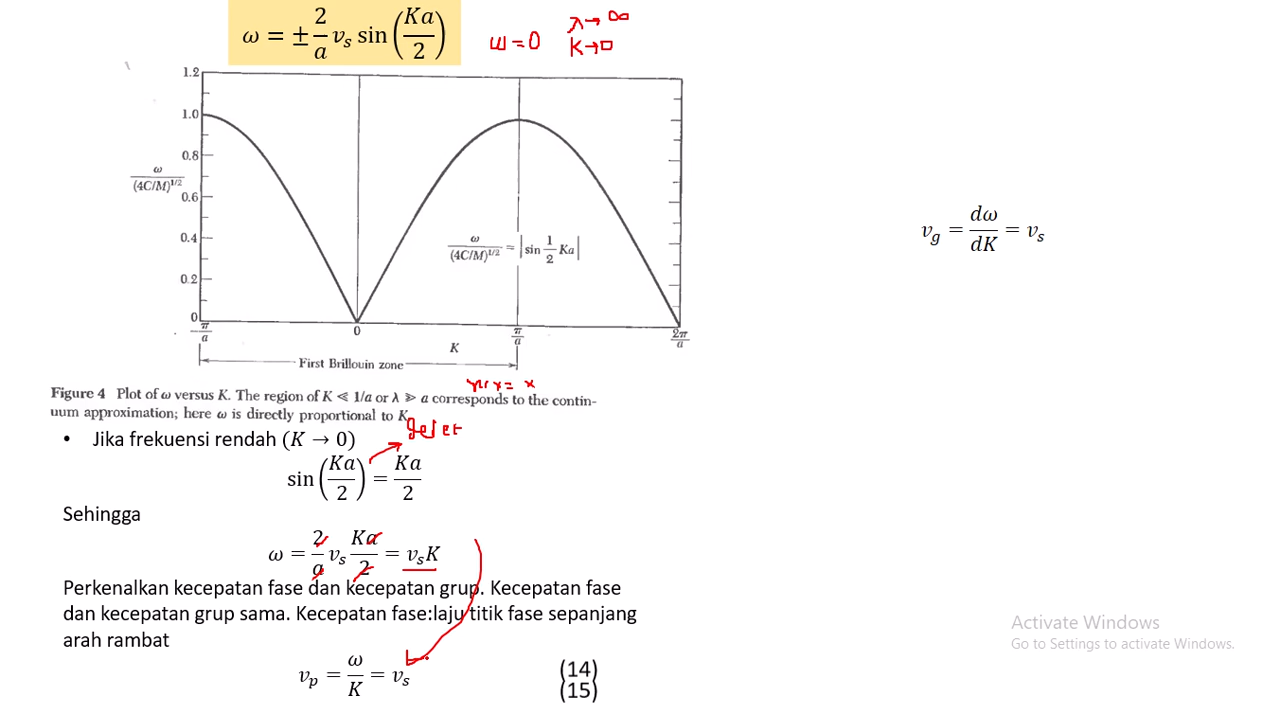 ω = ± 2/a v_s sin(Ka/2)
ω = 0
λ → ∞
K → 0
1.2
1.0
0.8
0.6
0.4
0.2
0
ω/(4C/M)^1/2
ω/(4C/M)^1/2 = |sin 1/2 Ka|
-π/a 0 π/a 2π/a
K
First Brillouin zone
Figure 4 Plot of ω versus K. The region of K ≪ 1/a or λ ≫ a corresponds to the contin-
uum approximation; here ω is directly proportional to K.
• Jika frekuensi rendah (K → 0)
sin(Ka/2) = Ka/2
Sehingga
ω = 2/a v_s Ka/2 = v_s K
Perkenalkan kecepatan fase dan kecepatan grup. Kecepatan fase
dan kecepatan grup sama. Kecepatan fase:laju titik fase sepanjang
arah rambat
v_p = ω/K = v_s
(14)
(15)
v_g = dω/dK = v_s
Activate Windows
Go to Settings to activate Windows.